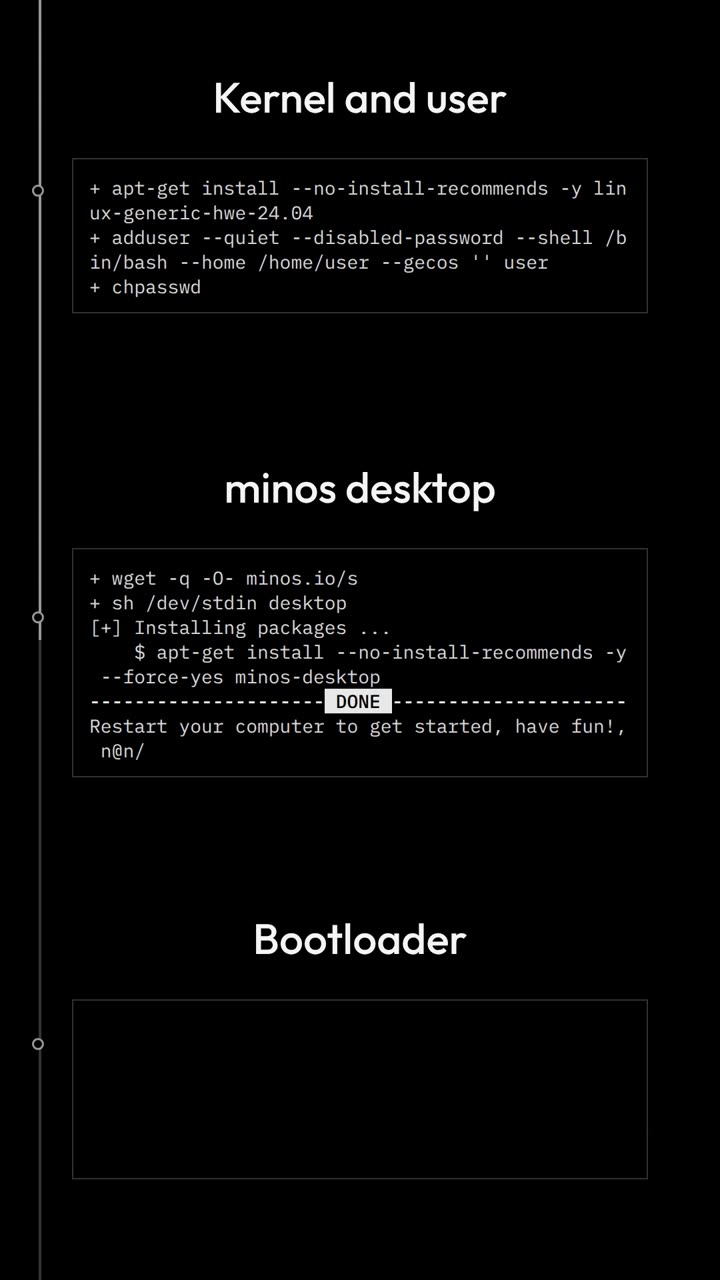 Kernel and user
+ apt-get install --no-install-recommends -y lin
ux-generic-hwe-24.04
+ adduser --quiet --disabled-password --shell /b
in/bash --home /home/user --gecos '' user
+ chpasswd
minos desktop
+ wget -q -O- minos.io/s
+ sh /dev/stdin desktop
[+] Installing packages ...
    $ apt-get install --no-install-recommends -y
 --force-yes minos-desktop
--------------------- DONE ---------------------
Restart your computer to get started, have fun!,
 n@n/
Bootloader